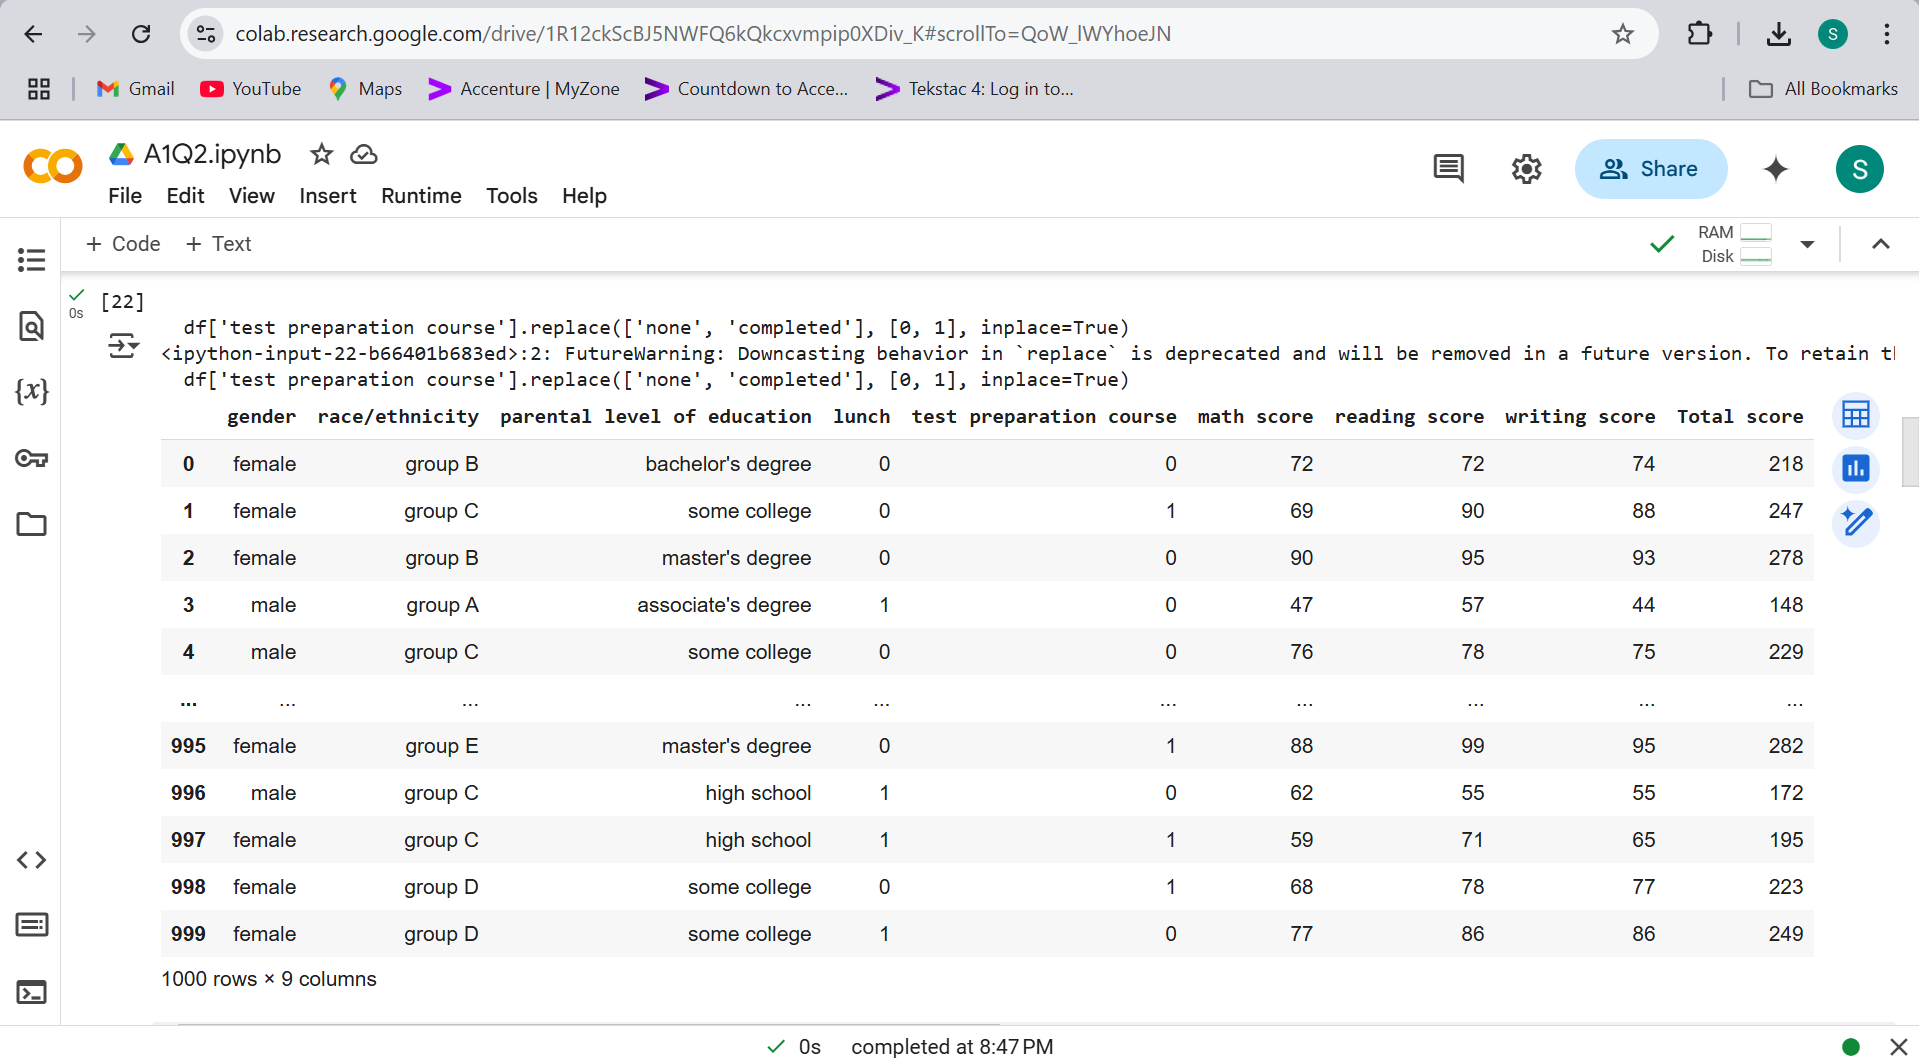 colab.research.google.com/drive/1R12ckScBJ5NWFQ6kQkcxvmpip0XDiv_K#scrollTo=QoW_lWYhoeJN
S
Gmail YouTube Maps Accenture | MyZone Countdown to Acce... Tekstac 4: Log in to... All Bookmarks
A1Q2.ipynb
File Edit View Insert Runtime Tools Help
Share
S
+ Code + Text
RAM
Disk
[22]
0s
df['test preparation course'].replace(['none', 'completed'], [0, 1], inplace=True)
<ipython-input-22-b66401b683ed>:2: FutureWarning: Downcasting behavior in `replace` is deprecated and will be removed in a future version. To retain
df['test preparation course'].replace(['none', 'completed'], [0, 1], inplace=True)
gender race/ethnicity parental level of education lunch test preparation course math score reading score writing score Total score
0 female group B bachelor's degree 0 0 72 72 74 218
1 female group C some college 0 1 69 90 88 247
2 female group B master's degree 0 0 90 95 93 278
3 male group A associate's degree 1 0 47 57 44 148
4 male group C some college 0 0 76 78 75 229
... ... ... ... ... ... ... ... ... ...
995 female group E master's degree 0 1 88 99 95 282
996 male group C high school 1 0 62 55 55 172
997 female group C high school 1 1 59 71 65 195
998 female group D some college 0 1 68 78 77 223
999 female group D some college 1 0 77 86 86 249
1000 rows × 9 columns
0s completed at 8:47 PM